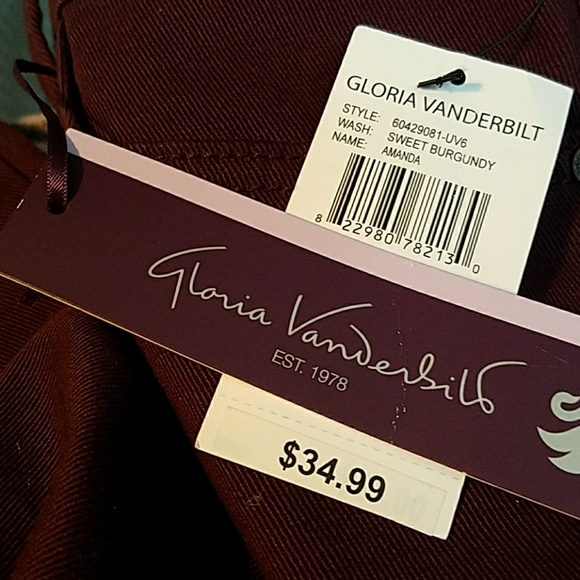 GLORIA VANDERBILT
STYLE: 60429081-UV6
WASH: SWEET BURGUNDY
NAME: AMANDA
8 22980 78213 0
Gloria Vanderbilt
EST. 1978
$34.99